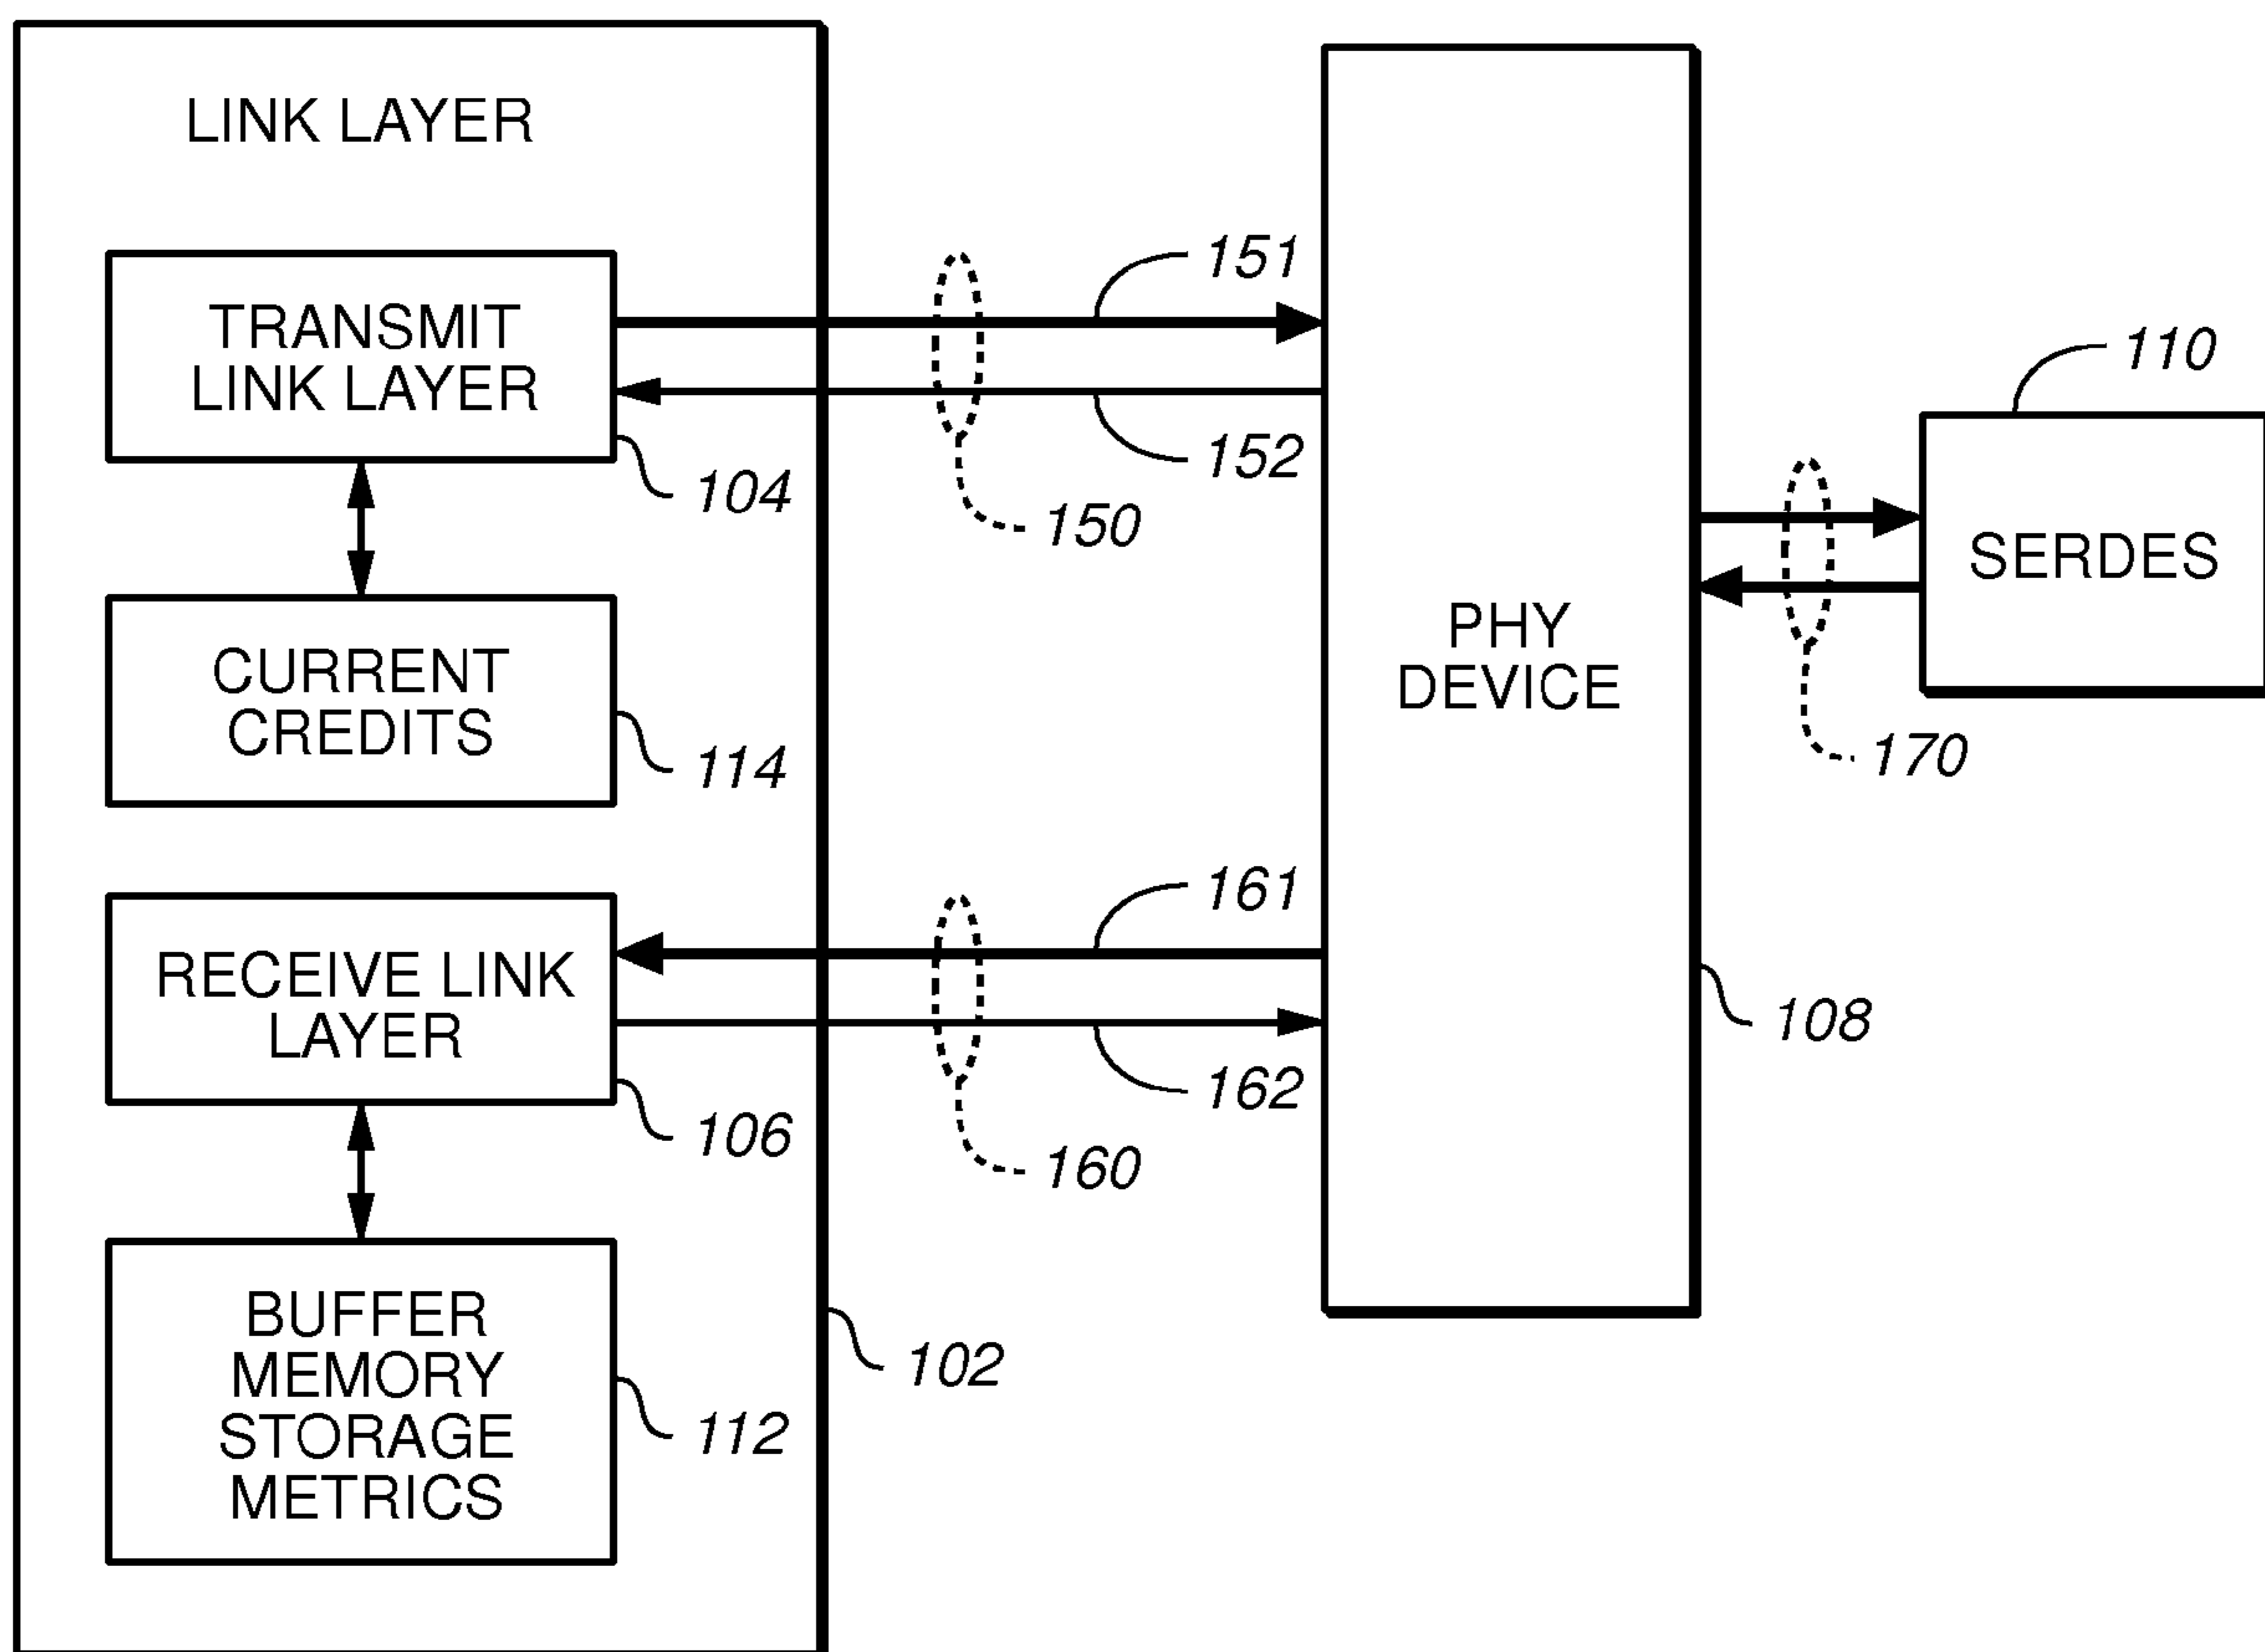 LINK LAYER
TRANSMIT
LINK LAYER
104
CURRENT
CREDITS
114
RECEIVE LINK
LAYER
106
BUFFER
MEMORY
STORAGE
METRICS
112
102
151
152
150
161
162
160
PHY
DEVICE
108
110
SERDES
170